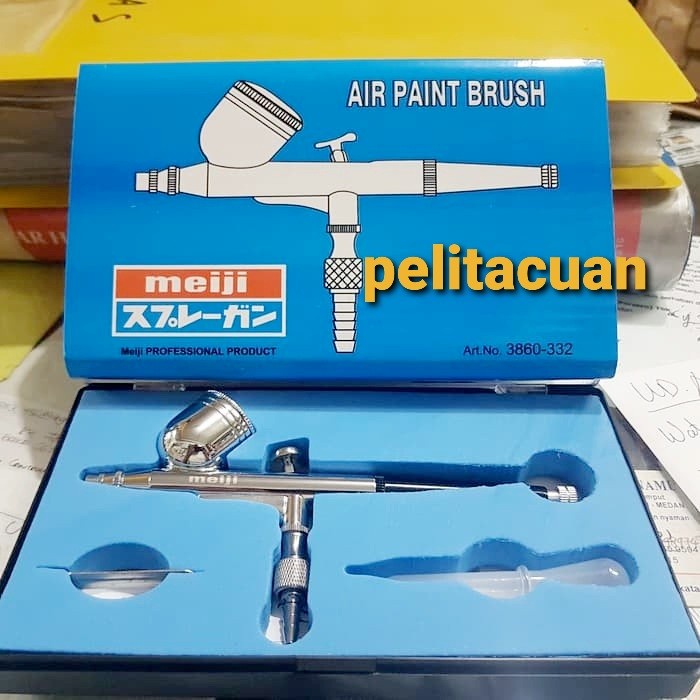 AIR PAINT BRUSH
pelitacuan
meiji
スプレーガン
Meiji PROFESSIONAL PRODUCT
Art.No. 3860-332
meiji
MEDAN